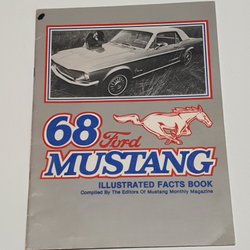 68 Ford
MUSTANG
ILLUSTRATED FACTS BOOK
Compiled By The Editors Of Mustang Monthly Magazine